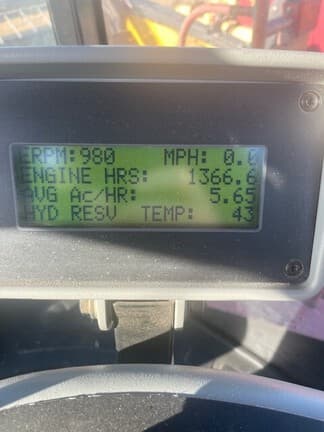 ERPM:980 MPH: 0.0
ENGINE HRS: 1366.6
AVG Ac/HR: 5.65
HYD RESV TEMP: 43